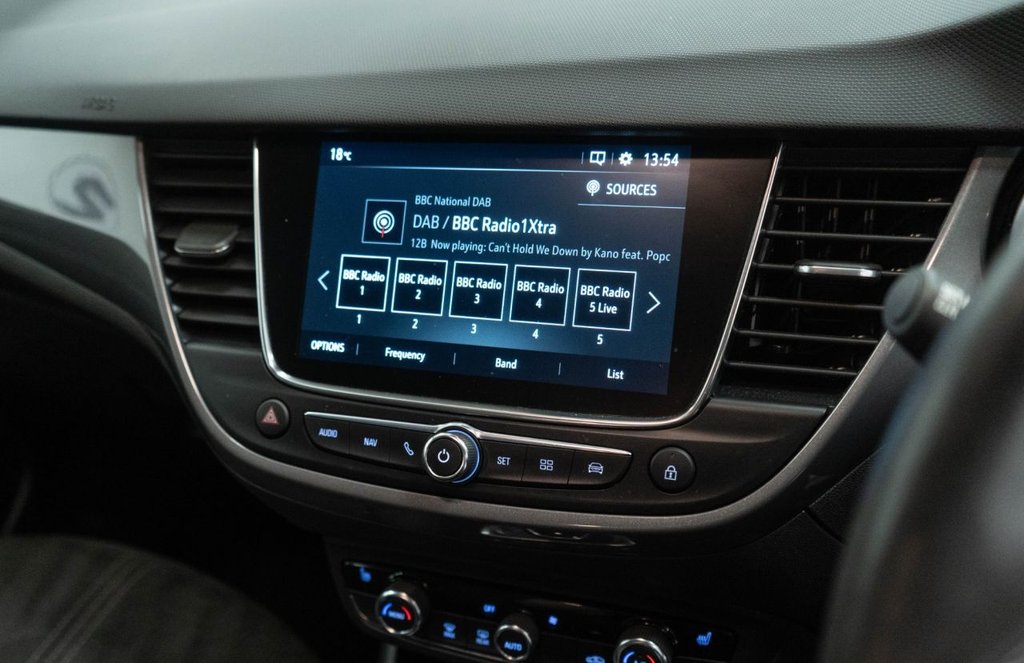 18°C 13:54
SOURCES
BBC National DAB
DAB / BBC Radio1Xtra
12B Now playing: Can't Hold We Down by Kano feat. Popc
BBC Radio 1
BBC Radio 2
BBC Radio 3
BBC Radio 4
BBC Radio 5 Live
1 2 3 4 5
OPTIONS Frequency Band List
AUDIO NAV SET
OFF
MENU AUTO